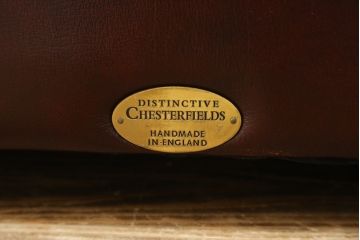 DISTINCTIVE
CHESTERFIELDS
HANDMADE
IN ENGLAND